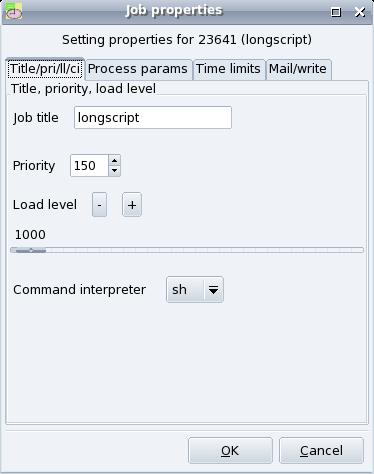 Job properties
Setting properties for 23641 (longscript)
Title/pri/ll/ci Process params Time limits Mail/write
Title, priority, load level
Job title longscript
Priority 150
Load level - +
1000
Command interpreter sh
OK Cancel